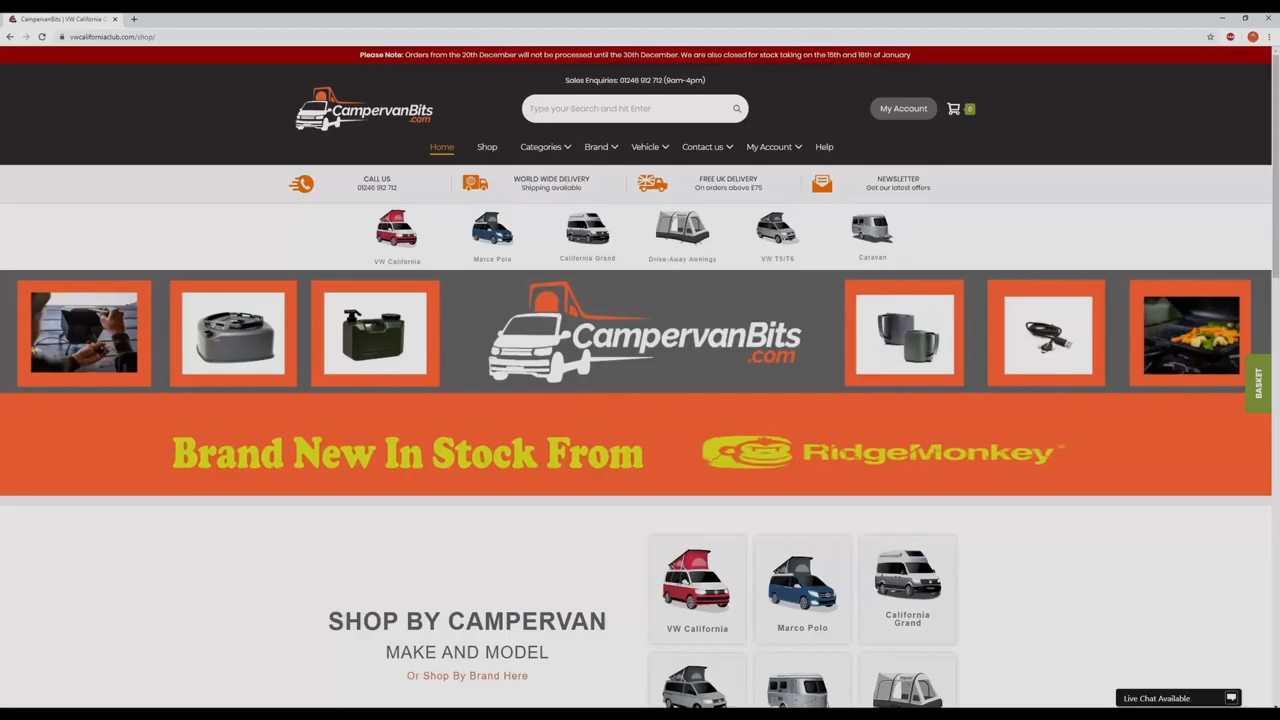 CampervanBits | VW California C
vwcaliforniaclub.com/shop/
Please Note: Orders from the 20th December will not be processed until the 30th December. We are also closed for stock taking on the 15th and 16th of January
Sales Enquiries: 01246 912 712 (9am-4pm)
CampervanBits
.com
Type your Search and hit Enter
My Account
0
Home Shop Categories Brand Vehicle Contact us My Account Help
CALL US
01246 912 712
WORLD WIDE DELIVERY
Shipping available
FREE UK DELIVERY
On orders above £75
NEWSLETTER
Get our latest offers
VW California
Marco Polo
California Grand
Drive-Away Awnings
VW T5/T6
Caravan
CampervanBits
.com
BASKET
Brand New In Stock From
RidgeMonkey
SHOP BY CAMPERVAN
MAKE AND MODEL
Or Shop By Brand Here
VW California
Marco Polo
California
Grand
Live Chat Available